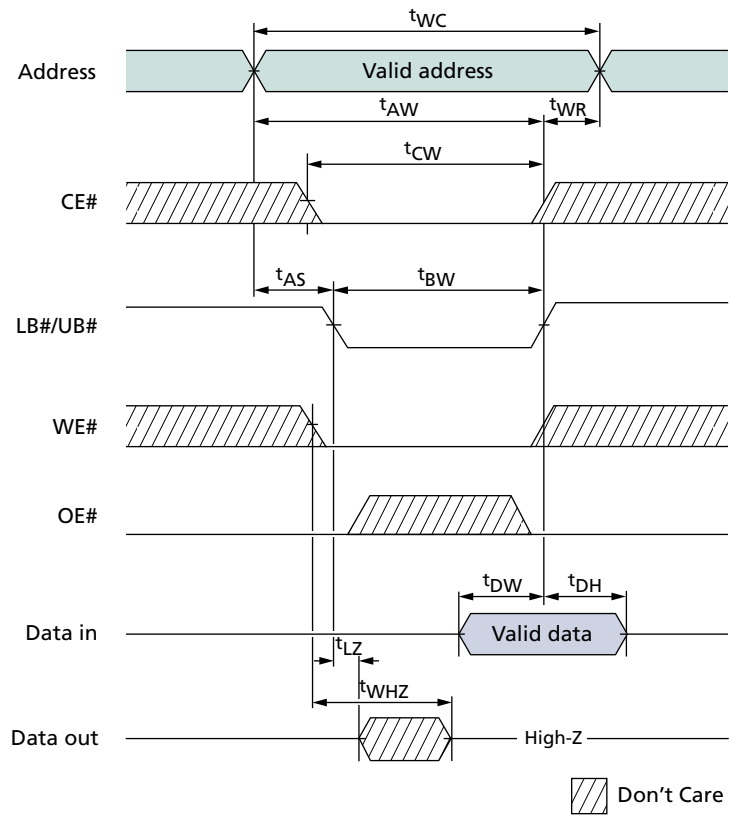 tWC
Address
Valid address
tAW
tWR
tCW
CE#
tAS
tBW
LB#/UB#
WE#
OE#
tDW
tDH
Data in
Valid data
tLZ
tWHZ
Data out
High-Z
Don't Care